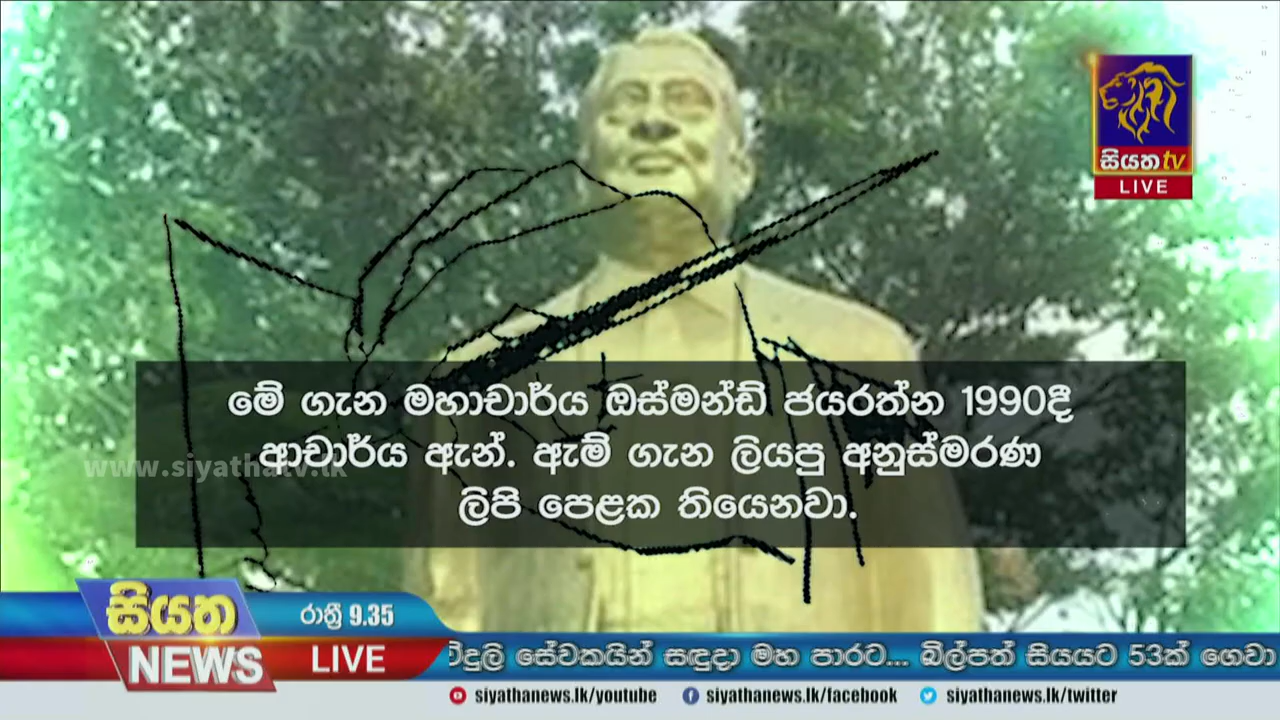 සියත tv
LIVE
මේ ගැන මහාචාර්ය ඔස්මන්ඩ් ජයරත්න 1990දී
ආචාර්ය ඇන්. ඇම් ගැන ලියපු අනුස්මරණ
ලිපි පෙළක තියෙනවා.
www.siyathatv.lk
සියත
NEWS
රාත්‍රී 9.35
LIVE
විදුලි සේවකයින් සඳුදා මහ පාරට... බිල්පත් සියයට 53ක් ගෙවා
siyathanews.lk/youtube siyathanews.lk/facebook siyathanews.lk/twitter